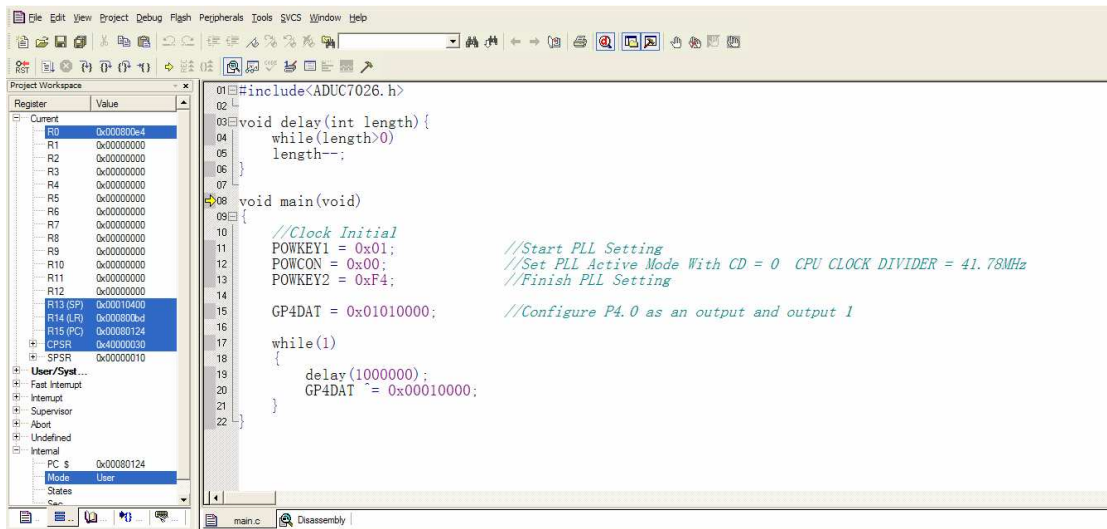 File Edit View Project Debug Flash Peripherals Tools SVCS Window Help
RST
Project Workspace
Register Value
Current
R0 0x000800e4
R1 0x00000000
R2 0x00000000
R3 0x00000000
R4 0x00000000
R5 0x00000000
R6 0x00000000
R7 0x00000000
R8 0x00000000
R9 0x00000000
R10 0x00000000
R11 0x00000000
R12 0x00000000
R13 (SP) 0x00010400
R14 (LR) 0x000800bd
R15 (PC) 0x00080124
CPSR 0x40000030
SPSR 0x00000010
User/Syst...
Fast Interrupt
Interrupt
Supervisor
Abort
Undefined
Internal
PC $ 0x00080124
Mode User
States
01 #include<ADUC7026.h>
02
03 void delay(int length){
04 while(length>0)
05 length--;
06 }
07
08 void main(void)
09 {
10 //Clock Initial
11 POWKEY1 = 0x01; //Start PLL Setting
12 POWCON = 0x00; //Set PLL Active Mode With CD = 0 CPU CLOCK DIVIDER = 41.78MHz
13 POWKEY2 = 0xF4; //Finish PLL Setting
14
15 GP4DAT = 0x01010000; //Configure P4.0 as an output and output 1
16
17 while(1)
18 {
19 delay(1000000);
20 GP4DAT ^= 0x00010000;
21 }
22 }
main.c Disassembly